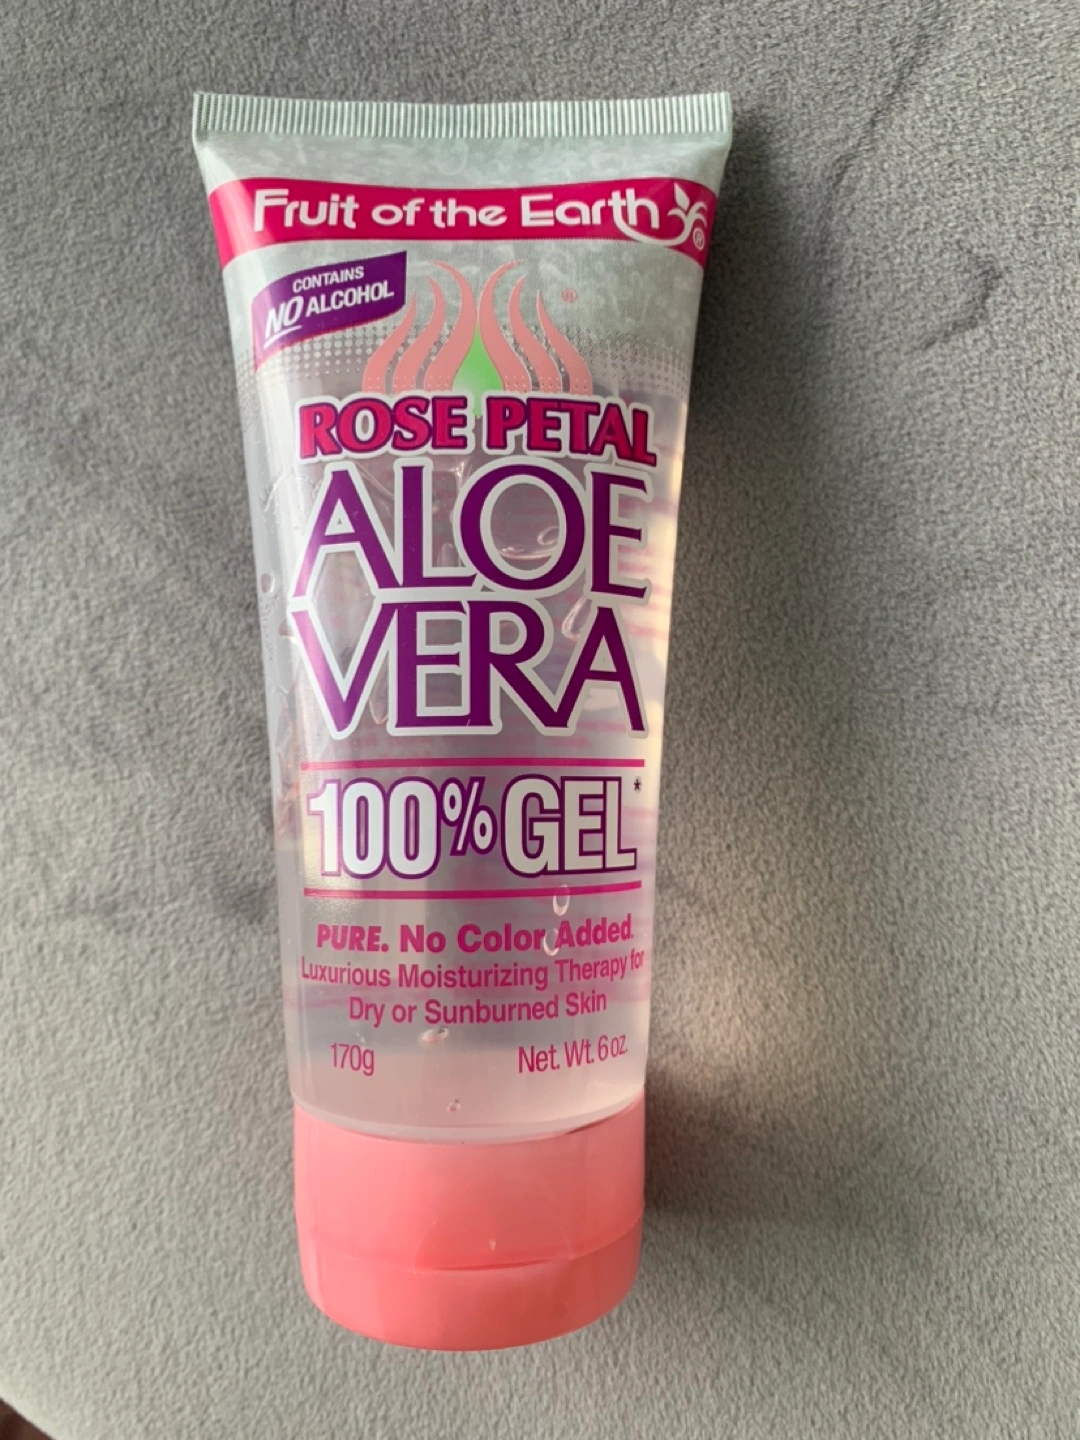 Fruit of the Earth®
CONTAINS
NO ALCOHOL
®
ROSE PETAL
ALOE
VERA
100% GEL*
PURE. No Color Added.
Luxurious Moisturizing Therapy for
Dry or Sunburned Skin
170g Net. Wt. 6 oz.